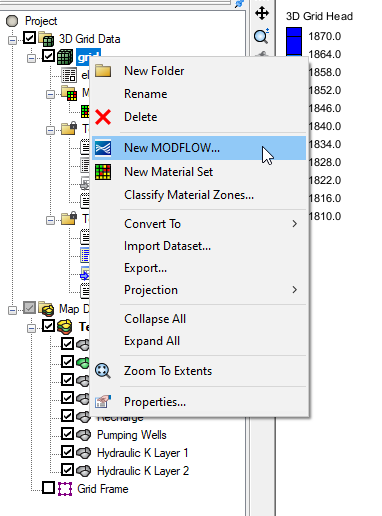 Project
3D Grid Data
grid
New Folder
Rename
Delete
New MODFLOW...
New Material Set
Classify Material Zones...
Convert To
Import Dataset...
Export...
Projection
Collapse All
Expand All
Zoom To Extents
Properties...
Recharge
Pumping Wells
Hydraulic K Layer 1
Hydraulic K Layer 2
Grid Frame
3D Grid Head
1870.0
1864.0
1858.0
1852.0
1846.0
1840.0
1834.0
1828.0
1822.0
1816.0
1810.0